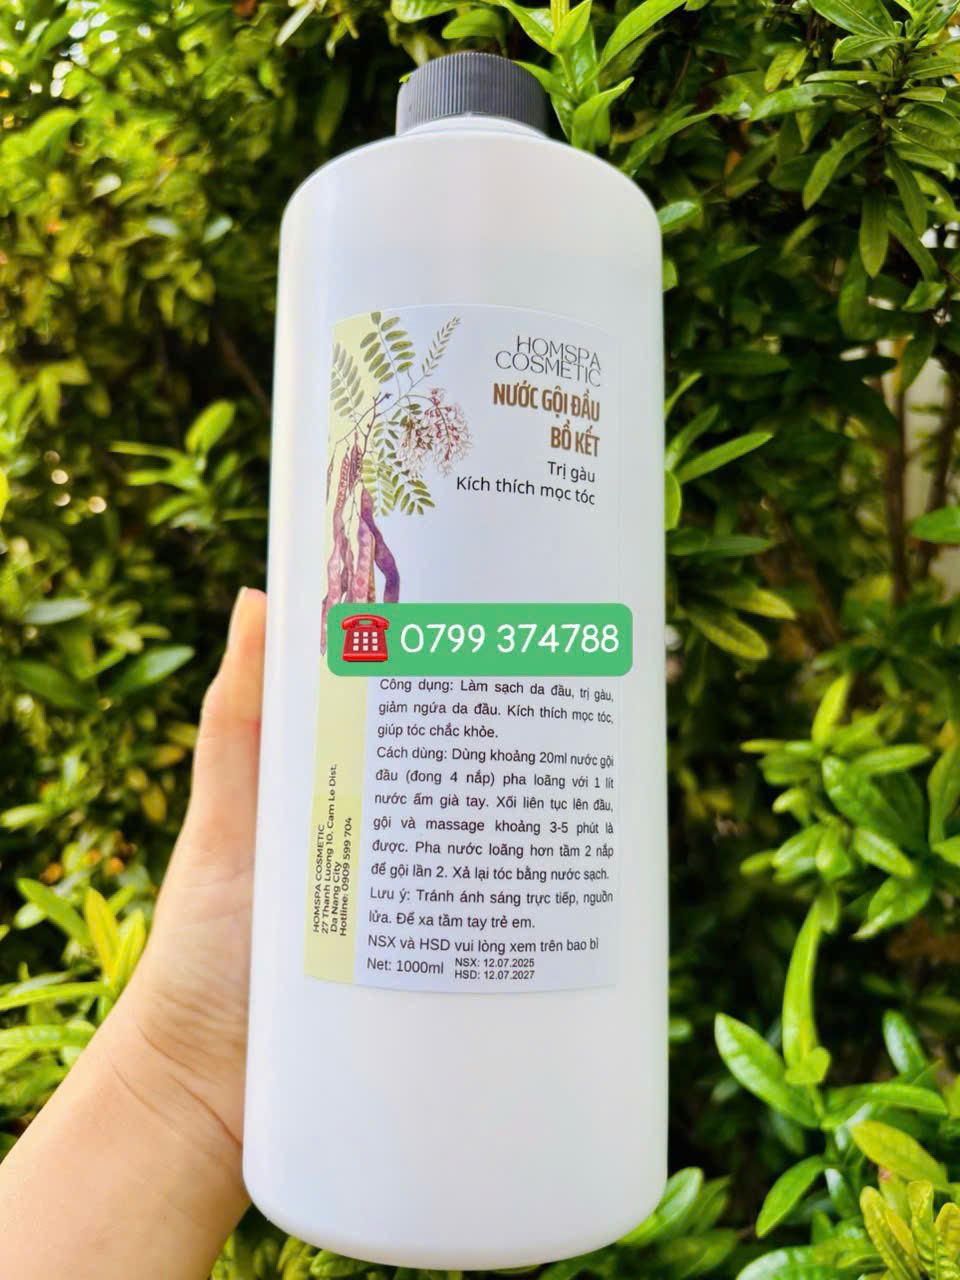 HOMSPA
COSMETIC
NƯỚC GỘI ĐẦU
BỒ KẾT
Trị gàu
Kích thích mọc tóc
☎ 0799 374788
Công dụng: Làm sạch da đầu, trị gàu,
giảm ngứa da đầu. Kích thích mọc tóc,
giúp tóc chắc khỏe.
Cách dùng: Dùng khoảng 20ml nước gội
đầu (đong 4 nắp) pha loãng với 1 lít
nước ấm già tay. Xối liên tục lên đầu,
gội và massage khoảng 3-5 phút là
được. Pha nước loãng hơn tầm 2 nắp
để gội lần 2. Xả lại tóc bằng nước sạch.
Lưu ý: Tránh ánh sáng trực tiếp, nguồn
lửa. Để xa tầm tay trẻ em.
NSX và HSD vui lòng xem trên bao bì
Net: 1000ml
NSX: 12.07.2025
HSD: 12.07.2027
HOMSPA COSMETIC
27 Thanh Luong 10, Cam Le Dist,
Da Nang City
Hotline: 0909 599 704